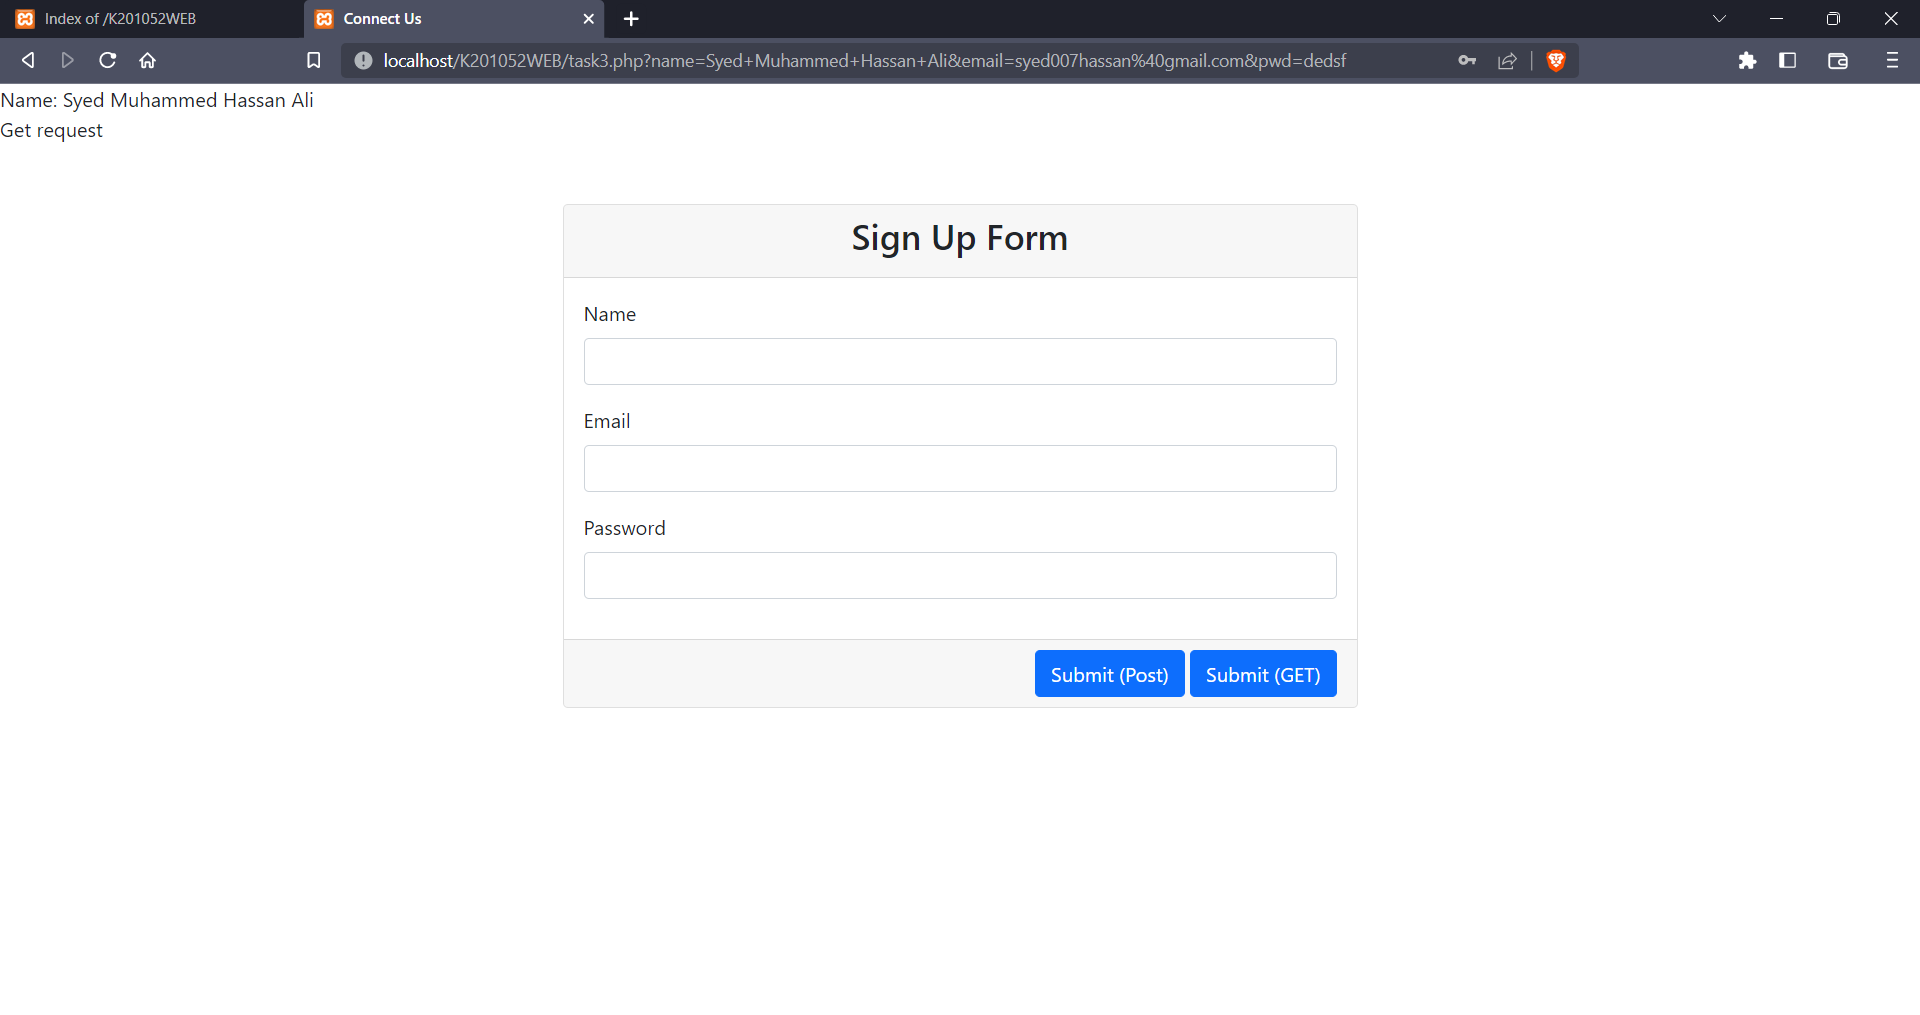 Index of /K201052WEB
Connect Us
localhost/K201052WEB/task3.php?name=Syed+Muhammed+Hassan+Ali&email=syed007hassan%40gmail.com&pwd=dedsf
Name: Syed Muhammed Hassan Ali
Get request
Sign Up Form
Name
Email
Password
Submit (Post) Submit (GET)